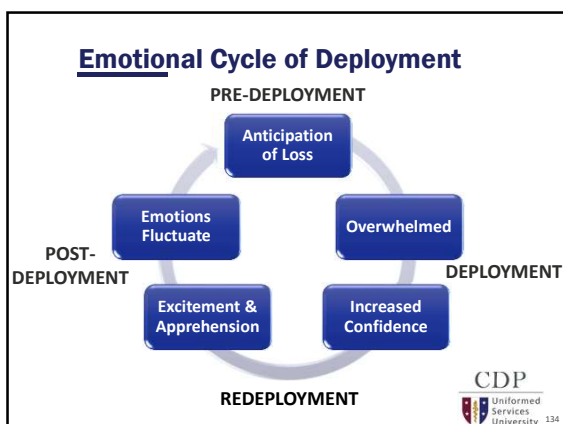 Emotional Cycle of Deployment
PRE-DEPLOYMENT
Anticipation
of Loss
Emotions
Fluctuate
Overwhelmed
POST-
DEPLOYMENT
DEPLOYMENT
Excitement &
Apprehension
Increased
Confidence
REDEPLOYMENT
CDP
Uniformed
Services
University
134